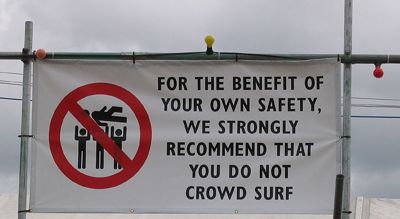 FOR THE BENEFIT OF
YOUR OWN SAFETY,
WE STRONGLY
RECOMMEND THAT
YOU DO NOT
CROWD SURF